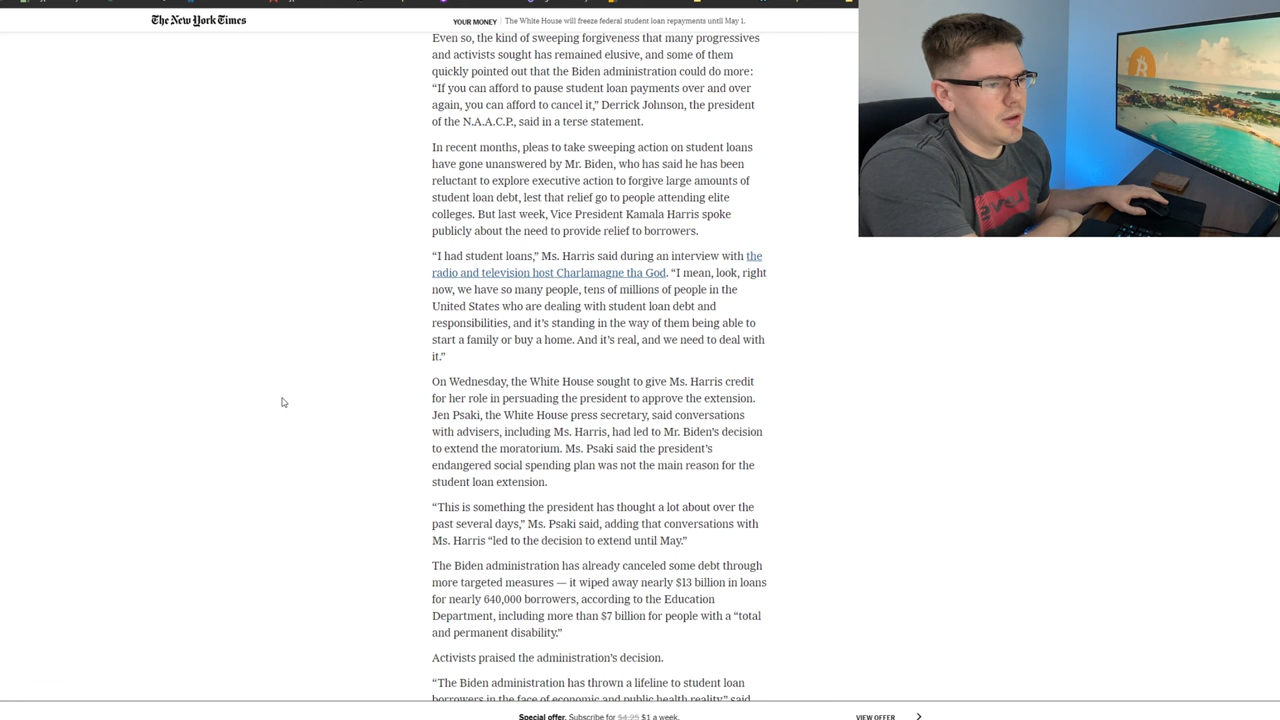 The New York Times
YOUR MONEY | The White House will freeze federal student loan repayments until May 1.
Even so, the kind of sweeping forgiveness that many progressives
and activists sought has remained elusive, and some of them
quickly pointed out that the Biden administration could do more:
“If you can afford to pause student loan payments over and over
again, you can afford to cancel it,” Derrick Johnson, the president
of the N.A.A.C.P., said in a terse statement.
In recent months, pleas to take sweeping action on student loans
have gone unanswered by Mr. Biden, who has said he has been
reluctant to explore executive action to forgive large amounts of
student loan debt, lest that relief go to people attending elite
colleges. But last week, Vice President Kamala Harris spoke
publicly about the need to provide relief to borrowers.
“I had student loans,” Ms. Harris said during an interview with the
radio and television host Charlamagne tha God. “I mean, look, right
now, we have so many people, tens of millions of people in the
United States who are dealing with student loan debt and
responsibilities, and it’s standing in the way of them being able to
start a family or buy a home. And it’s real, and we need to deal with
it.”
On Wednesday, the White House sought to give Ms. Harris credit
for her role in persuading the president to approve the extension.
Jen Psaki, the White House press secretary, said conversations
with advisers, including Ms. Harris, had led to Mr. Biden’s decision
to extend the moratorium. Ms. Psaki said the president’s
endangered social spending plan was not the main reason for the
student loan extension.
“This is something the president has thought a lot about over the
past several days,” Ms. Psaki said, adding that conversations with
Ms. Harris “led to the decision to extend until May.”
The Biden administration has already canceled some debt through
more targeted measures — it wiped away nearly $13 billion in loans
for nearly 640,000 borrowers, according to the Education
Department, including more than $7 billion for people with a “total
and permanent disability.”
Activists praised the administration’s decision.
“The Biden administration has thrown a lifeline to student loan
borrowers in the face of economic and public health reality,” said
Special offer. Subscribe for $4.25 $1 a week.
VIEW OFFER